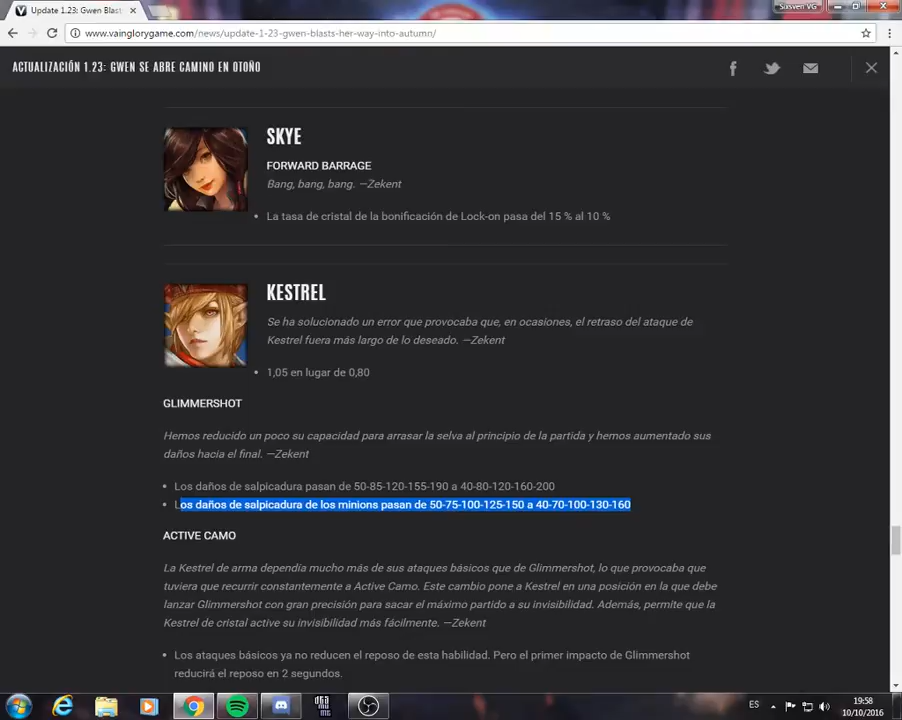 Update 1.23: Gwen Blast
Sixsven VG
www.vainglorygame.com/news/update-1-23-gwen-blasts-her-way-into-autumn/
ACTUALIZACIÓN 1.23: GWEN SE ABRE CAMINO EN OTOÑO
SKYE
FORWARD BARRAGE
Bang, bang, bang. —Zekent
La tasa de cristal de la bonificación de Lock-on pasa del 15 % al 10 %
KESTREL
Se ha solucionado un error que provocaba que, en ocasiones, el retraso del ataque de
Kestrel fuera más largo de lo deseado. —Zekent
1,05 en lugar de 0,80
GLIMMERSHOT
Hemos reducido un poco su capacidad para arrasar la selva al principio de la partida y hemos aumentado sus
daños hacia el final. —Zekent
Los daños de salpicadura pasan de 50-85-120-155-190 a 40-80-120-160-200
Los daños de salpicadura de los minions pasan de 50-75-100-125-150 a 40-70-100-130-160
ACTIVE CAMO
La Kestrel de arma dependía mucho más de sus ataques básicos que de Glimmershot, lo que provocaba que
tuviera que recurrir constantemente a Active Camo. Este cambio pone a Kestrel en una posición en la que debe
lanzar Glimmershot con gran precisión para sacar el máximo partido a su invisibilidad. Además, permite que la
Kestrel de cristal active su invisibilidad más fácilmente. —Zekent
Los ataques básicos ya no reducen el reposo de esta habilidad. Pero el primer impacto de Glimmershot
reducirá el reposo en 2 segundos.
ES
19:58
10/10/2016